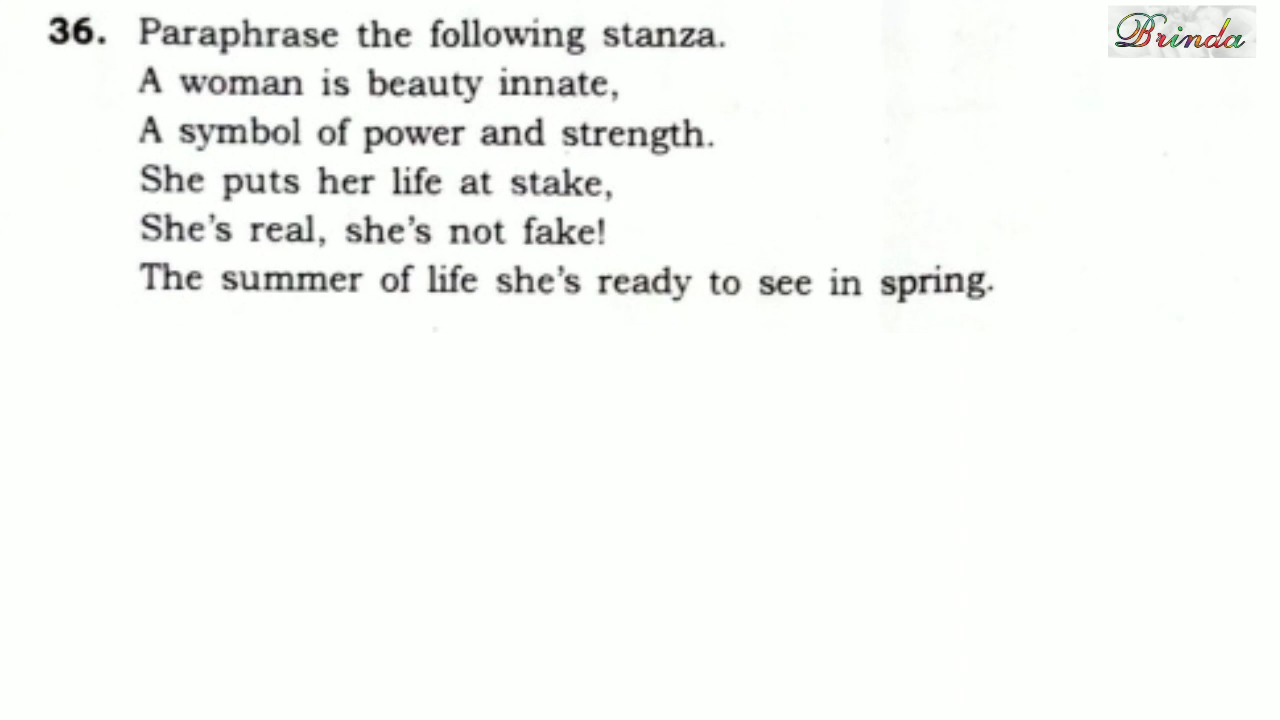 Brinda
36. Paraphrase the following stanza.
A woman is beauty innate,
A symbol of power and strength.
She puts her life at stake,
She's real, she's not fake!
The summer of life she's ready to see in spring.